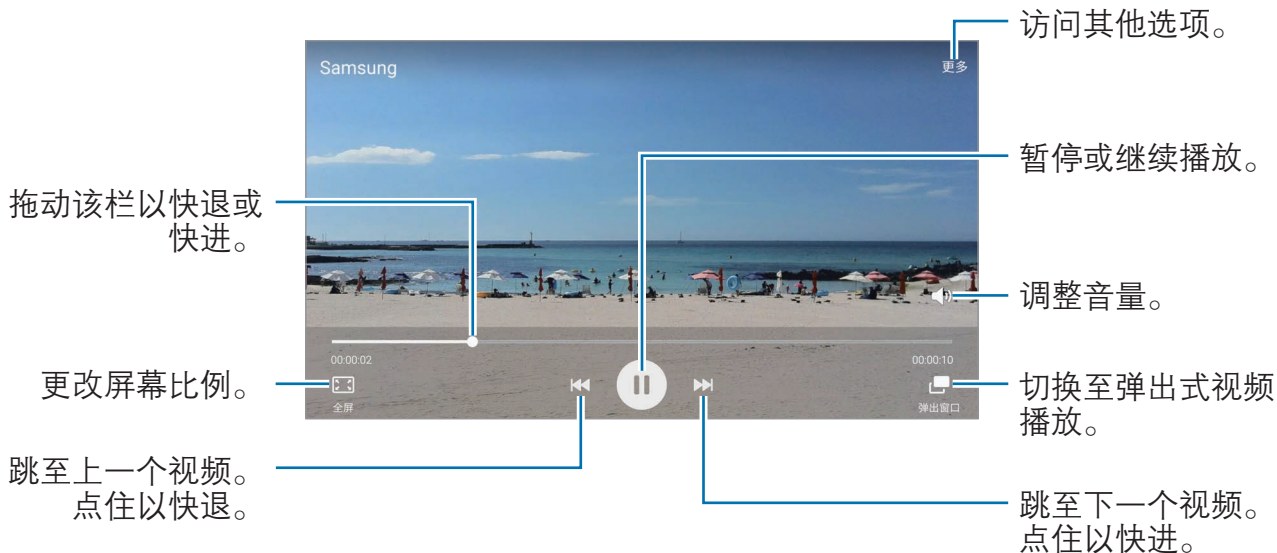 访问其他选项。
Samsung
更多
暂停或继续播放。
拖动该栏以快退或
快进。
调整音量。
00:00:02
00:00:10
更改屏幕比例。
全屏
弹出窗口
切换至弹出式视频
播放。
跳至上一个视频。
点住以快退。
跳至下一个视频。
点住以快进。